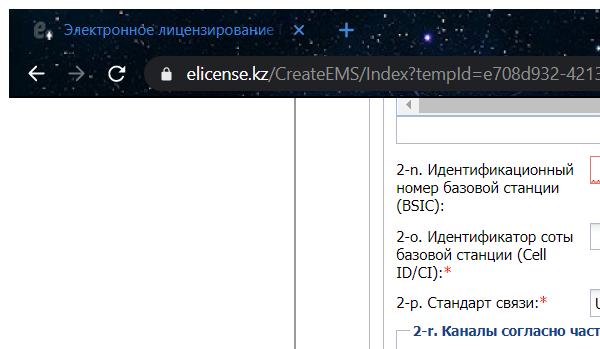 Электронное лицензирование
elicense.kz/CreateEMS/Index?tempId=e708d932-4213
2-n. Идентификационный
номер базовой станции
(BSIC):
2-o. Идентификатор соты
базовой станции (Cell
ID/CI):*
2-p. Стандарт связи:*
2-r. Каналы согласно част